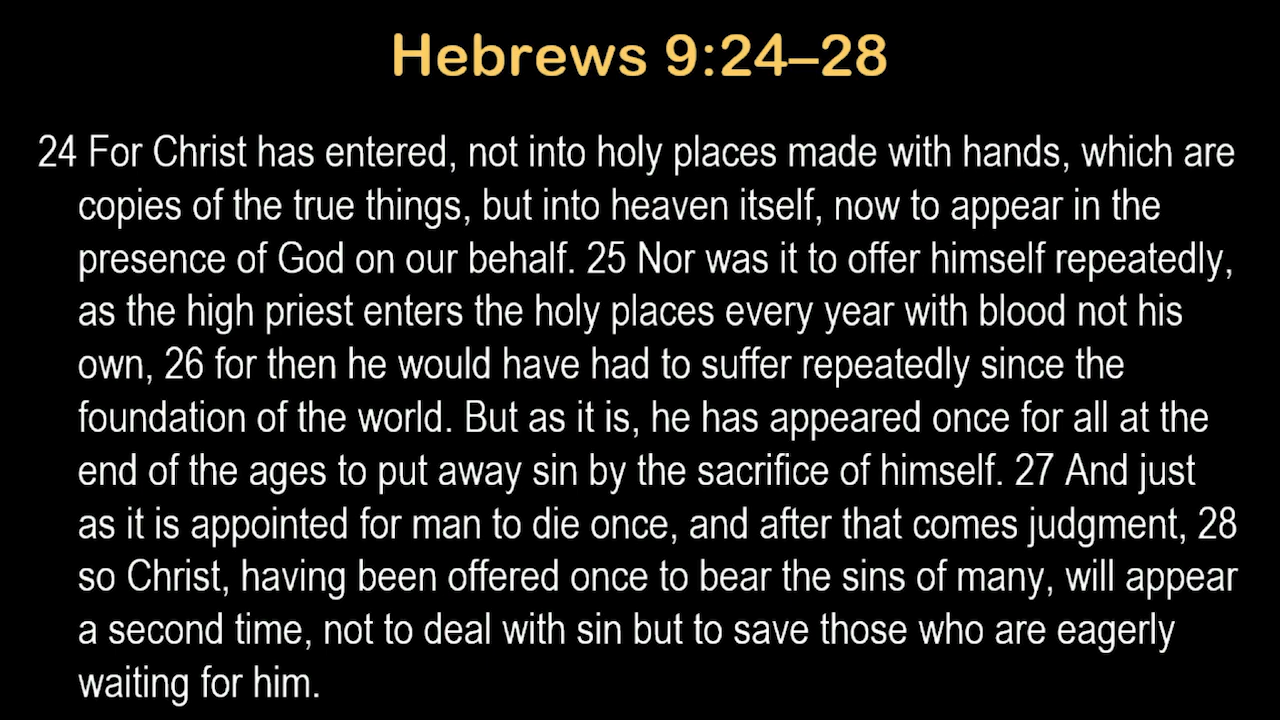 Hebrews 9:24–28
24 For Christ has entered, not into holy places made with hands, which are
copies of the true things, but into heaven itself, now to appear in the
presence of God on our behalf. 25 Nor was it to offer himself repeatedly,
as the high priest enters the holy places every year with blood not his
own, 26 for then he would have had to suffer repeatedly since the
foundation of the world. But as it is, he has appeared once for all at the
end of the ages to put away sin by the sacrifice of himself. 27 And just
as it is appointed for man to die once, and after that comes judgment, 28
so Christ, having been offered once to bear the sins of many, will appear
a second time, not to deal with sin but to save those who are eagerly
waiting for him.